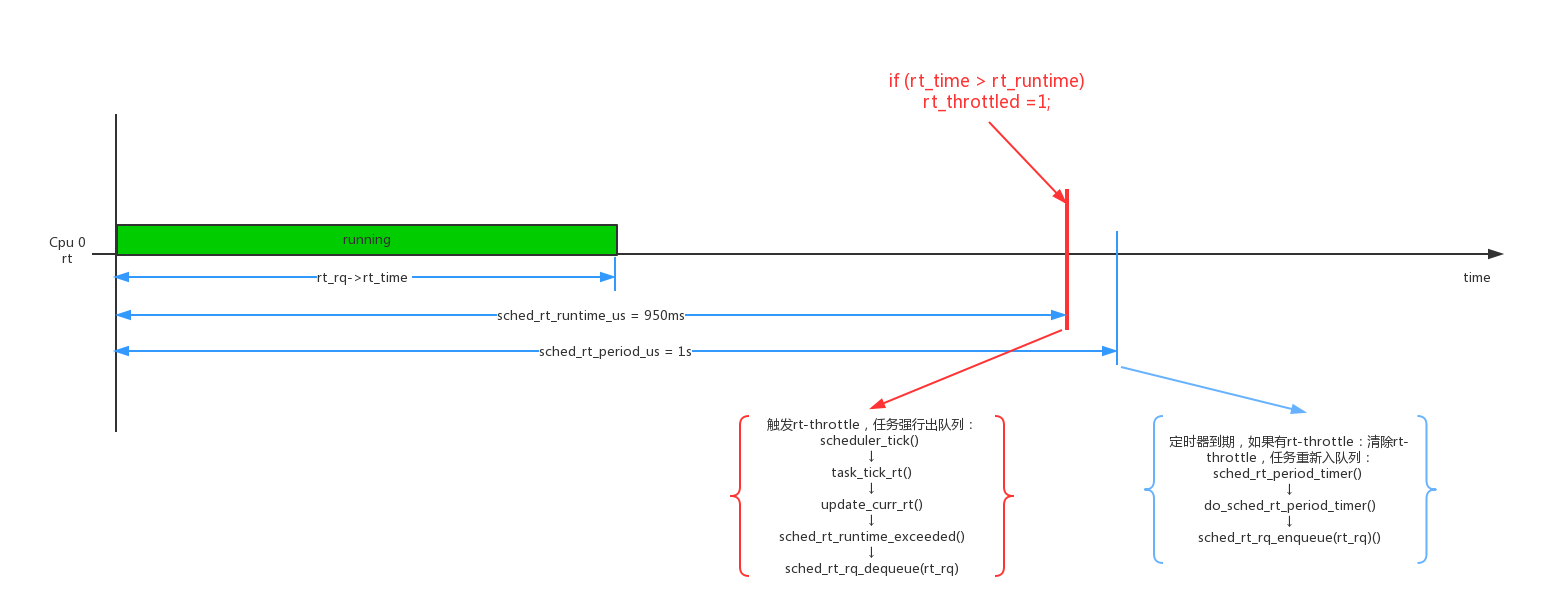 if (rt_time > rt_runtime)
rt_throttled =1;
Cpu 0
rt
running
rt_rq->rt_time
time
sched_rt_runtime_us = 950ms
sched_rt_period_us = 1s
触发rt-throttle，任务强行出队列：
scheduler_tick()
↓
task_tick_rt()
↓
update_curr_rt()
↓
sched_rt_runtime_exceeded()
↓
sched_rt_rq_dequeue(rt_rq)
定时器到期，如果有rt-throttle：清除rt-
throttle，任务重新入队列：
sched_rt_period_timer()
↓
do_sched_rt_period_timer()
↓
sched_rt_rq_enqueue(rt_rq)()